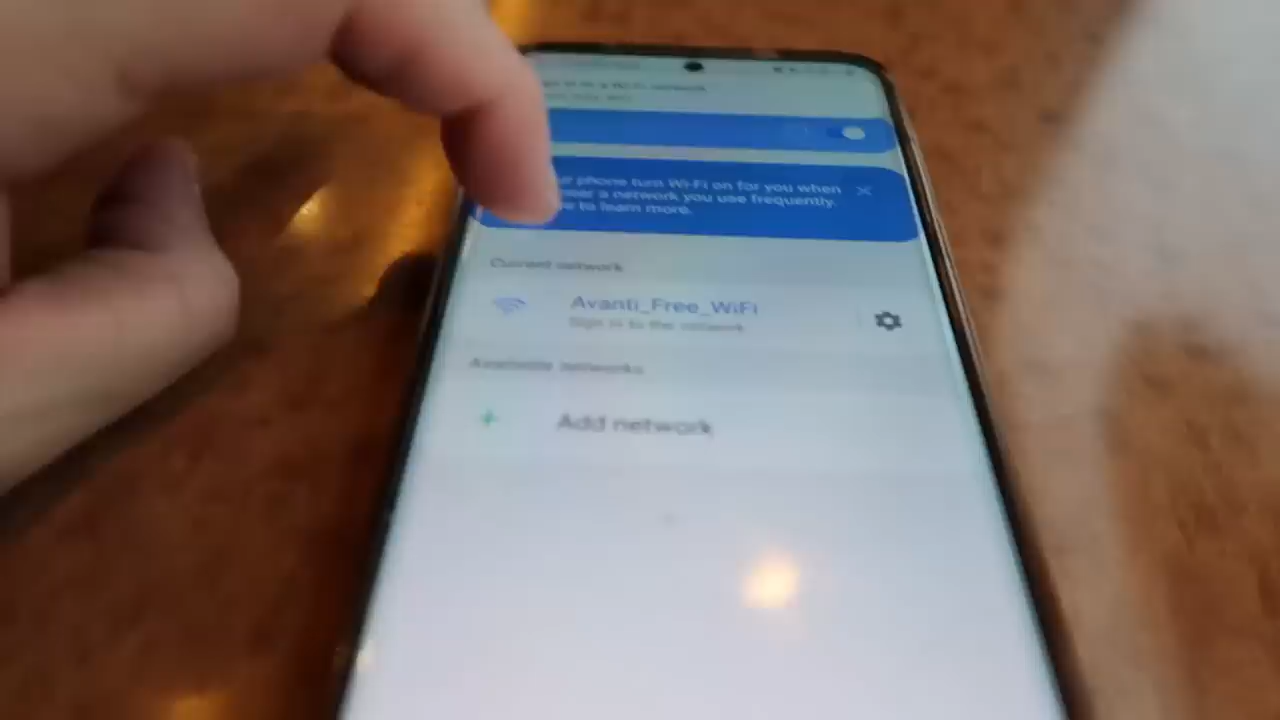 phone turn Wi-Fi on for you when
a network you use frequently.
to learn more.
Current network
Avanti_Free_WiFi
Sign in to the network
Available networks
Add network